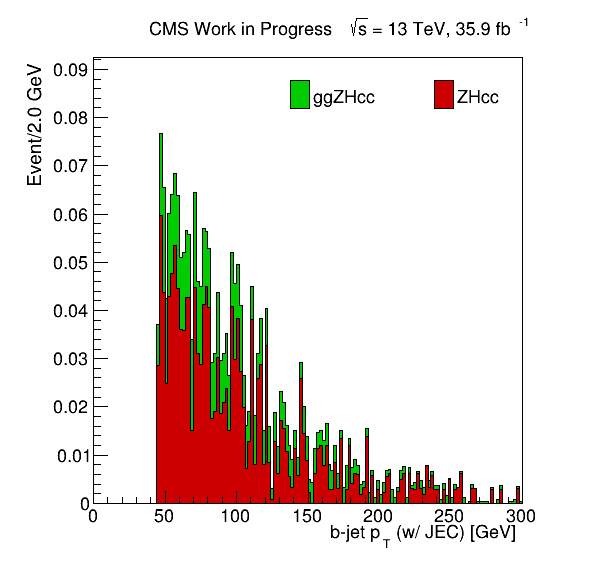 CMS Work in Progress √s = 13 TeV, 35.9 fb⁻¹
Event/2.0 GeV
ggZHcc ZHcc
0.09
0.08
0.07
0.06
0.05
0.04
0.03
0.02
0.01
0
0 50 100 150 200 250 300
b-jet p_T (w/ JEC) [GeV]